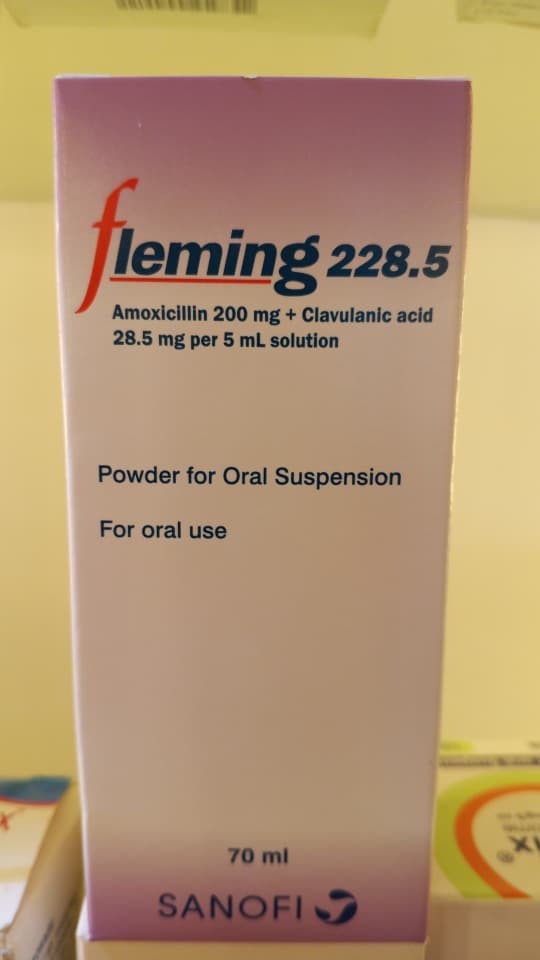 fleming 228.5
Amoxicillin 200 mg + Clavulanic acid
28.5 mg per 5 mL solution
Powder for Oral Suspension
For oral use
70 ml
SANOFI